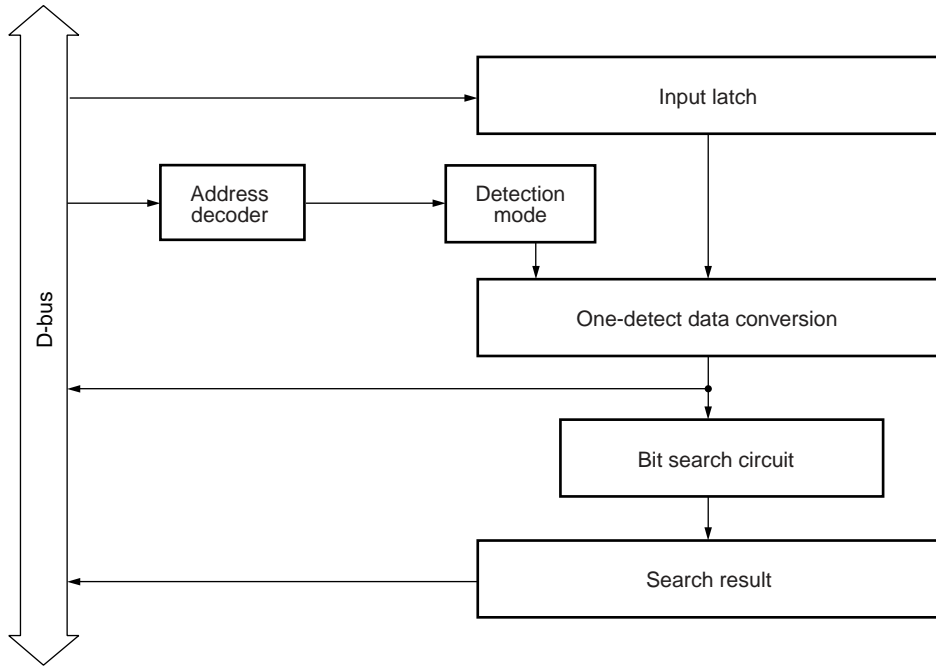 Input latch
Address
decoder
Detection
mode
One-detect data conversion
D-bus
Bit search circuit
Search result